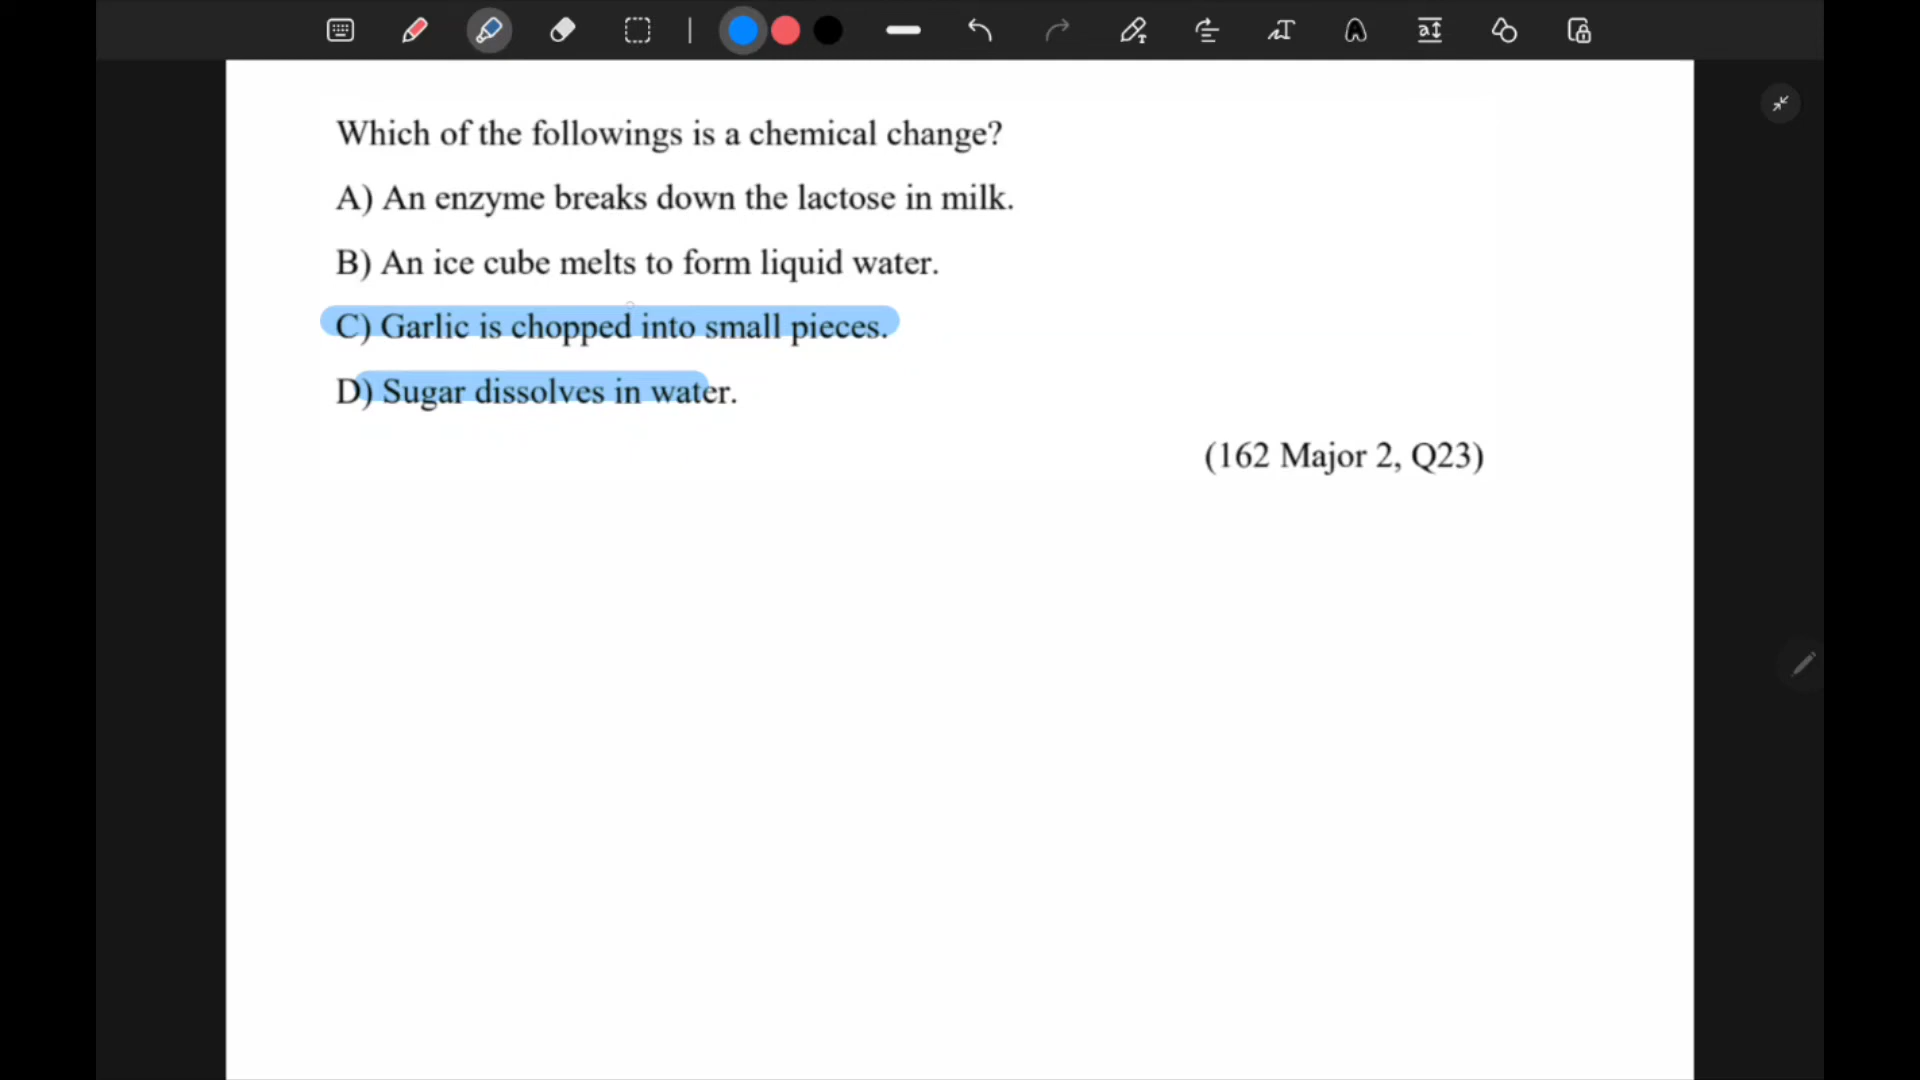 Which of the followings is a chemical change?
A) An enzyme breaks down the lactose in milk.
B) An ice cube melts to form liquid water.
C) Garlic is chopped into small pieces.
D) Sugar dissolves in water.
(162 Major 2, Q23)